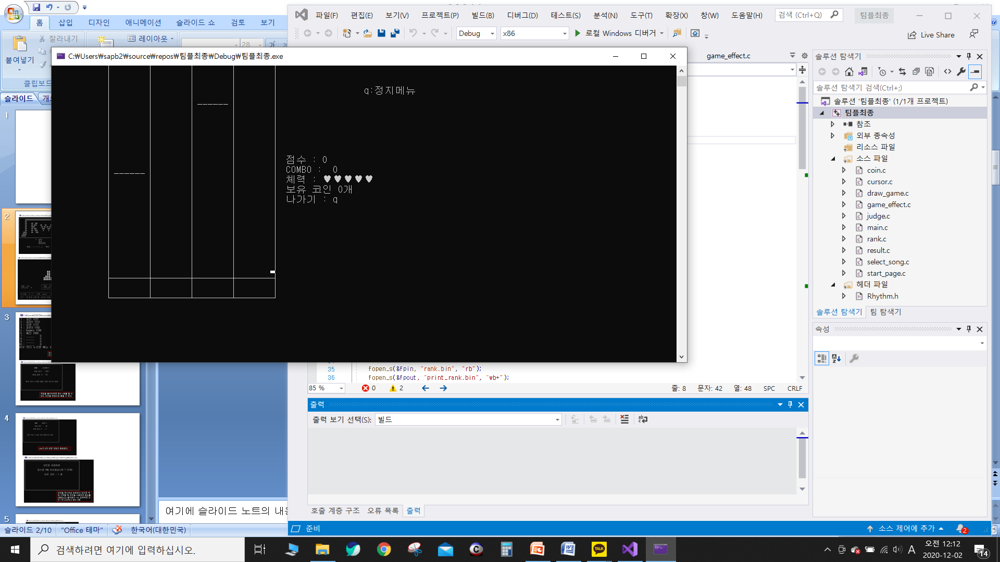 홈 삽입 디자인 애니메이션 슬라이드 쇼 검토 보기
잘라내기
레이아웃
28
붙여넣기
클립보드
슬라이드
1
2
3
4
5
슬라이드 2/10 "Office 테마" 한국어(대한민국)
C:₩Users₩sapb2₩source₩repos₩팀플최종₩Debug₩팀플최종.exe
q:정지메뉴
점수 : 0
COMBO : 0
체력 : ♥♥♥♥♥
보유 코인 0개
나가기 : q
파일(F) 편집(E) 보기(V) 프로젝트(P) 빌드(B) 디버그(D) 테스트(S) 분석(N) 도구(T) 확장(X) 창(W) 도움말(H) 검색 (Ctrl+Q) 팀플최종
Debug x86 로컬 Windows 디버거 Live Share
game_effect.c
35 fopen_s(&fpin, "rank.bin", "rb");
36 fopen_s(&fpout, "print_rank.bin", "wb+");
85 % 0 2 줄: 8 문자: 42 열: 48 SPC CRLF
출력
출력 보기 선택(S): 빌드
호출 계층 구조 오류 목록 출력
준비 소스 제어에 추가 2
솔루션 탐색기
솔루션 탐색기 검색(Ctrl+;)
솔루션 '팀플최종' (1/1개 프로젝트)
팀플최종
참조
외부 종속성
리소스 파일
소스 파일
coin.c
cursor.c
draw_game.c
game_effect.c
judge.c
main.c
rank.c
result.c
select_song.c
start_page.c
헤더 파일
Rhythm.h
솔루션 탐색기 팀 탐색기
속성
여기에 슬라이드 노트의 내용
검색하려면 여기에 입력하십시오.
TALK
A
오전 12:12
2020-12-02
14